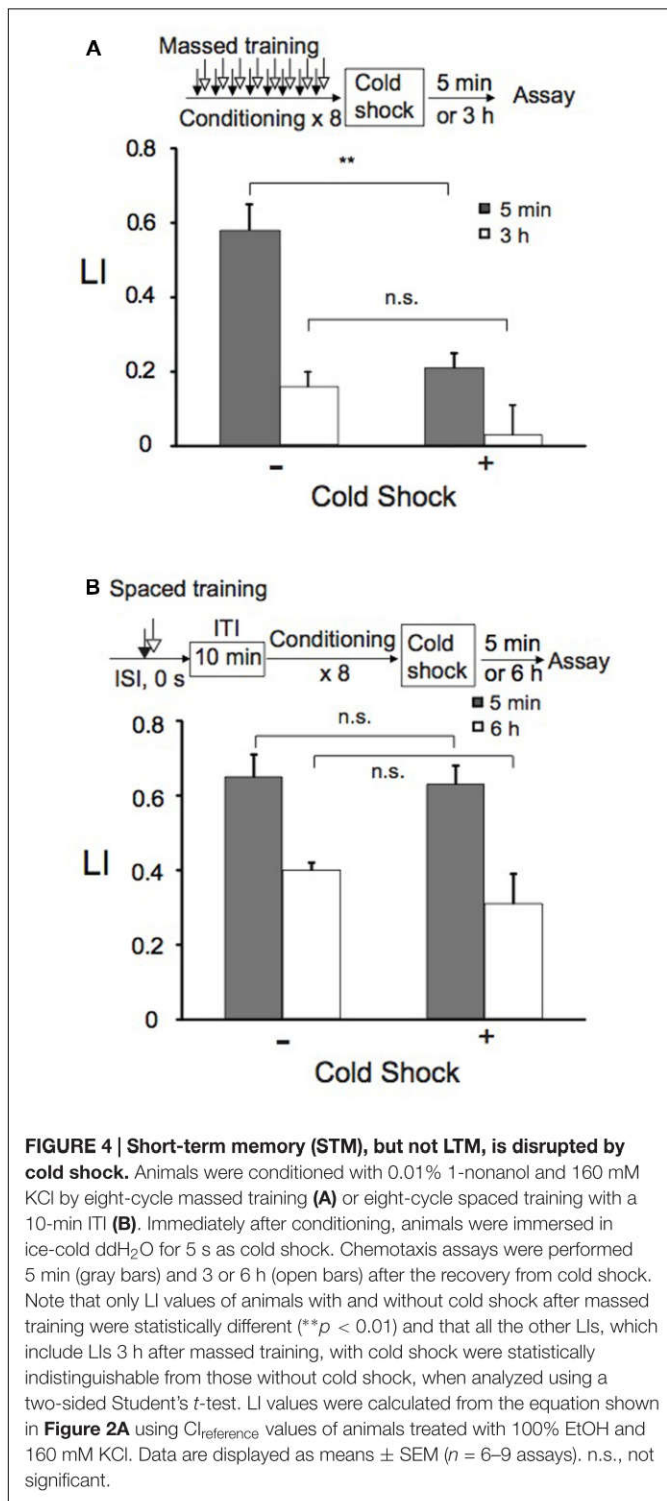 A
Massed training
Conditioning x 8
Cold
shock
5 min
or 3 h
Assay
0.8
0.6
0.4
0.2
0
LI
**
n.s.
5 min
3 h
-
+
Cold Shock
B Spaced training
ISI, 0 s
ITI
10 min
Conditioning
x 8
Cold
shock
5 min
or 6 h
Assay
5 min
6 h
0.8
0.6
0.4
0.2
0
LI
n.s.
n.s.
-
+
Cold Shock
FIGURE 4 | Short-term memory (STM), but not LTM, is disrupted by
cold shock. Animals were conditioned with 0.01% 1-nonanol and 160 mM
KCl by eight-cycle massed training (A) or eight-cycle spaced training with a
10-min ITI (B). Immediately after conditioning, animals were immersed in
ice-cold ddH₂O for 5 s as cold shock. Chemotaxis assays were performed
5 min (gray bars) and 3 or 6 h (open bars) after the recovery from cold shock.
Note that only LI values of animals with and without cold shock after massed
training were statistically different (**p < 0.01) and that all the other LIs, which
include LIs 3 h after massed training, with cold shock were statistically
indistinguishable from those without cold shock, when analyzed using a
two-sided Student's t-test. LI values were calculated from the equation shown
in Figure 2A using CIreference values of animals treated with 100% EtOH and
160 mM KCl. Data are displayed as means ± SEM (n = 6–9 assays). n.s., not
significant.